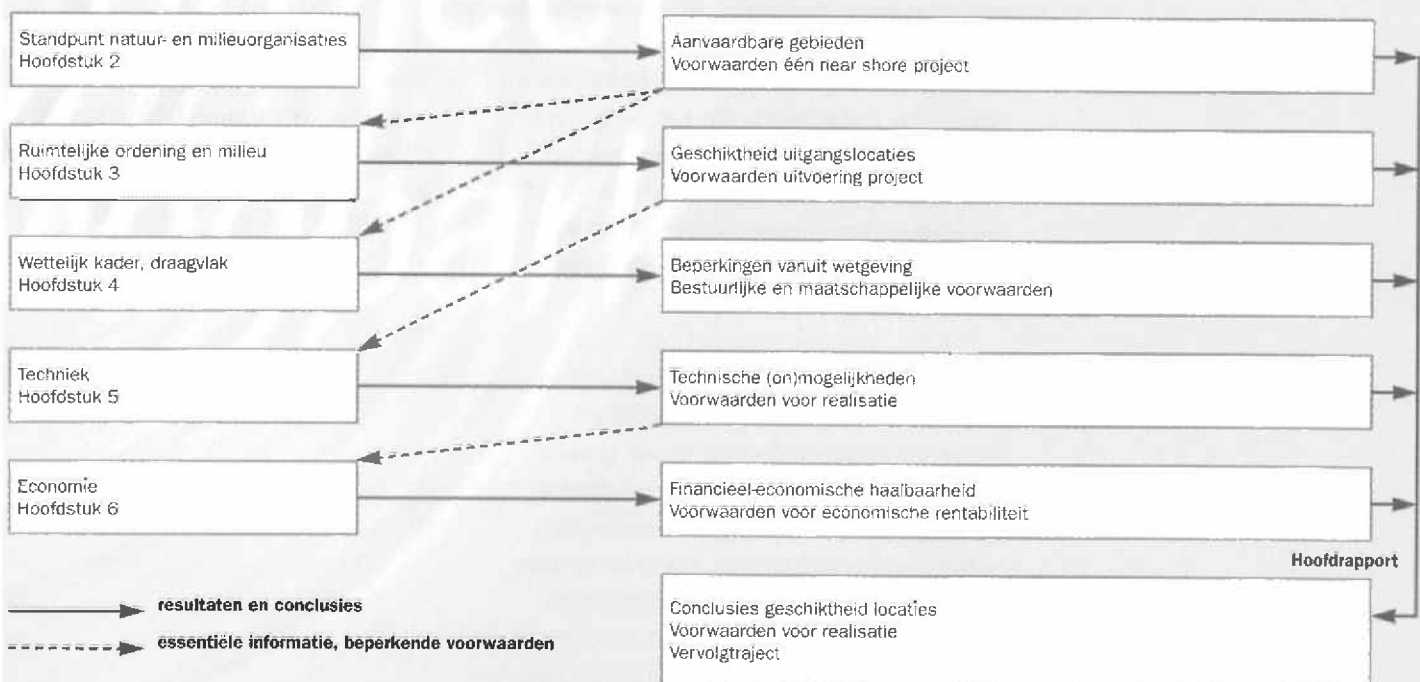 Standpunt natuur- en milieuorganisaties
Hoofdstuk 2
Aanvaardbare gebieden
Voorwaarden één near shore project
Ruimtelijke ordening en milieu
Hoofdstuk 3
Geschiktheid uitgangslocaties
Voorwaarden uitvoering project
Wettelijk kader, draagvlak
Hoofdstuk 4
Beperkingen vanuit wetgeving
Bestuurlijke en maatschappelijke voorwaarden
Techniek
Hoofdstuk 5
Technische (on)mogelijkheden
Voorwaarden voor realisatie
Economie
Hoofdstuk 6
Financieel-economische haalbaarheid
Voorwaarden voor economische rentabiliteit
Hoofdrapport
resultaten en conclusies
essentiële informatie, beperkende voorwaarden
Conclusies geschiktheid locaties
Voorwaarden voor realisatie
Vervolgtraject